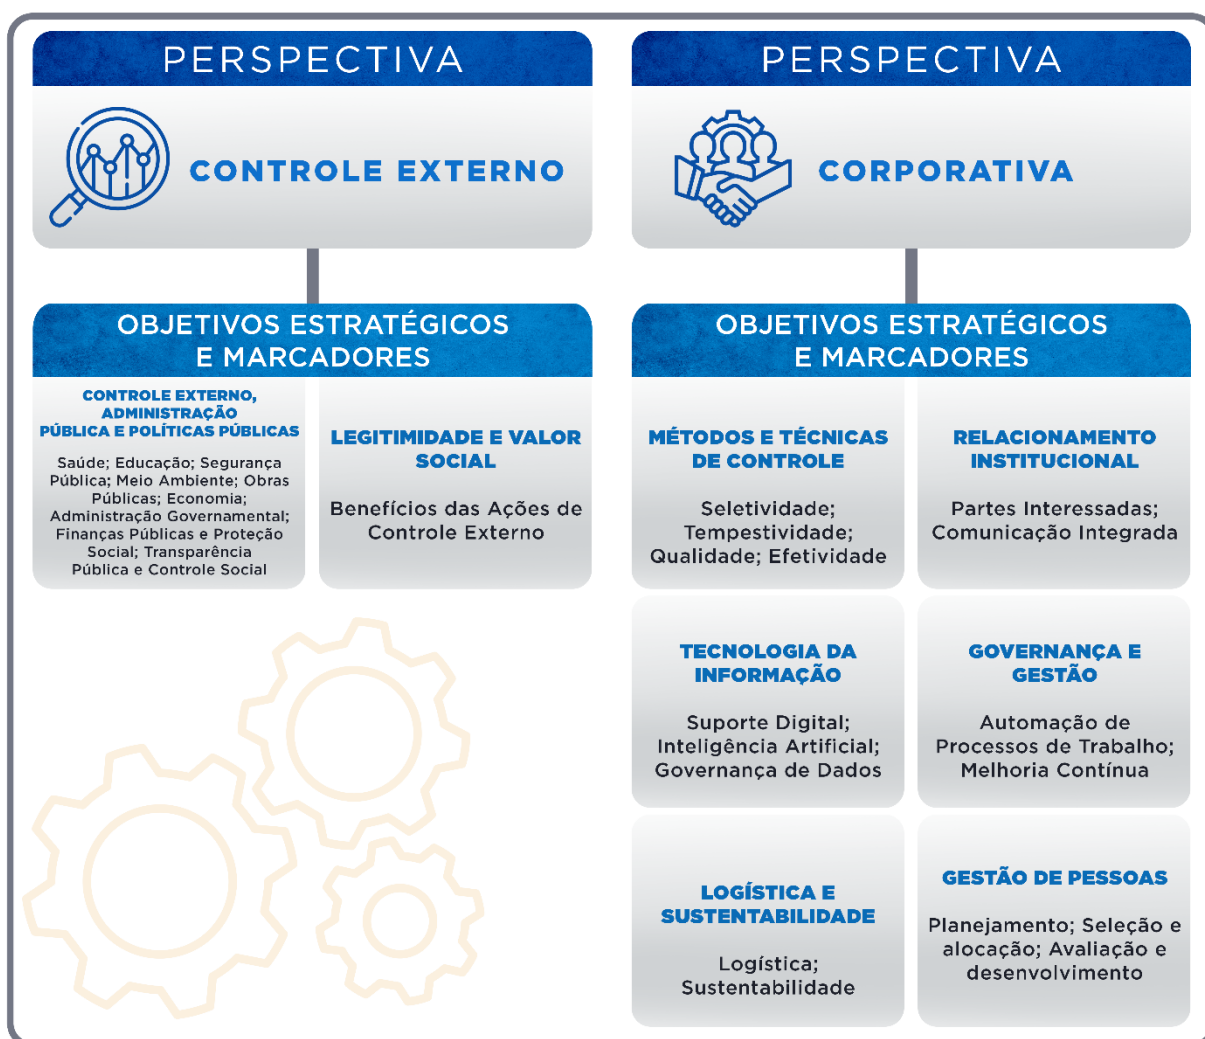 PERSPECTIVA
CONTROLE EXTERNO
OBJETIVOS ESTRATÉGICOS
E MARCADORES
CONTROLE EXTERNO,
ADMINISTRAÇÃO
PÚBLICA E POLÍTICAS PÚBLICAS
Saúde; Educação; Segurança
Pública; Meio Ambiente; Obras
Públicas; Economia;
Administração Governamental;
Finanças Públicas e Proteção
Social; Transparência
Pública e Controle Social
LEGITIMIDADE E VALOR
SOCIAL
Benefícios das Ações de
Controle Externo
PERSPECTIVA
CORPORATIVA
OBJETIVOS ESTRATÉGICOS
E MARCADORES
MÉTODOS E TÉCNICAS
DE CONTROLE
Seletividade;
Tempestividade;
Qualidade; Efetividade
RELACIONAMENTO
INSTITUCIONAL
Partes Interessadas;
Comunicação Integrada
TECNOLOGIA DA
INFORMAÇÃO
Suporte Digital;
Inteligência Artificial;
Governança de Dados
GOVERNANÇA E
GESTÃO
Automação de
Processos de Trabalho;
Melhoria Contínua
LOGÍSTICA E
SUSTENTABILIDADE
Logística;
Sustentabilidade
GESTÃO DE PESSOAS
Planejamento; Seleção e
alocação; Avaliação e
desenvolvimento